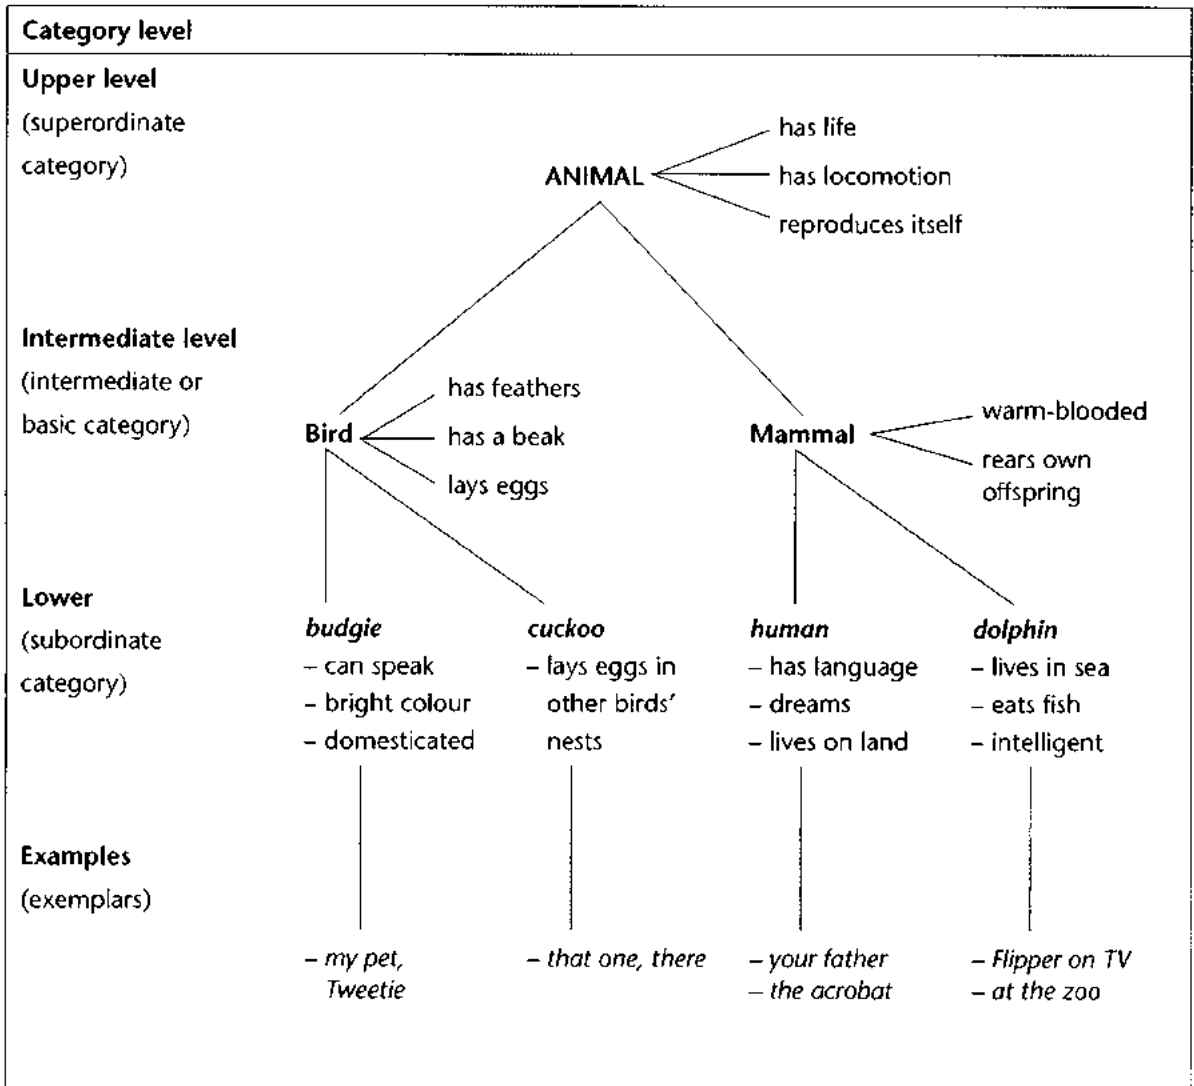 Category level
Upper level
(superordinate
category)
ANIMAL
has life
has locomotion
reproduces itself
Intermediate level
(intermediate or
basic category)
Bird
has feathers
has a beak
lays eggs
Mammal
warm-blooded
rears own
offspring
Lower
(subordinate
category)
budgie
– can speak
– bright colour
– domesticated
cuckoo
– lays eggs in
other birds'
nests
human
– has language
– dreams
– lives on land
dolphin
– lives in sea
– eats fish
– intelligent
Examples
(exemplars)
– my pet,
Tweetie
– that one, there
– your father
– the acrobat
– Flipper on TV
– at the zoo